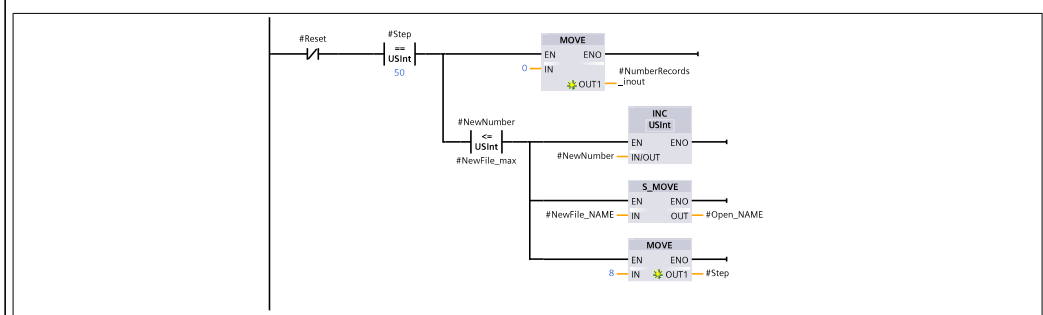 #Reset
#Step
==
USInt
50
MOVE
EN ENO
0 IN
#NumberRecords
_inout
OUT1
#NewNumber
<=
USInt
#NewFile_max
INC
USInt
EN ENO
#NewNumber IN/OUT
S_MOVE
EN ENO
#NewFile_NAME IN OUT #Open_NAME
MOVE
EN ENO
8 IN OUT1 #Step